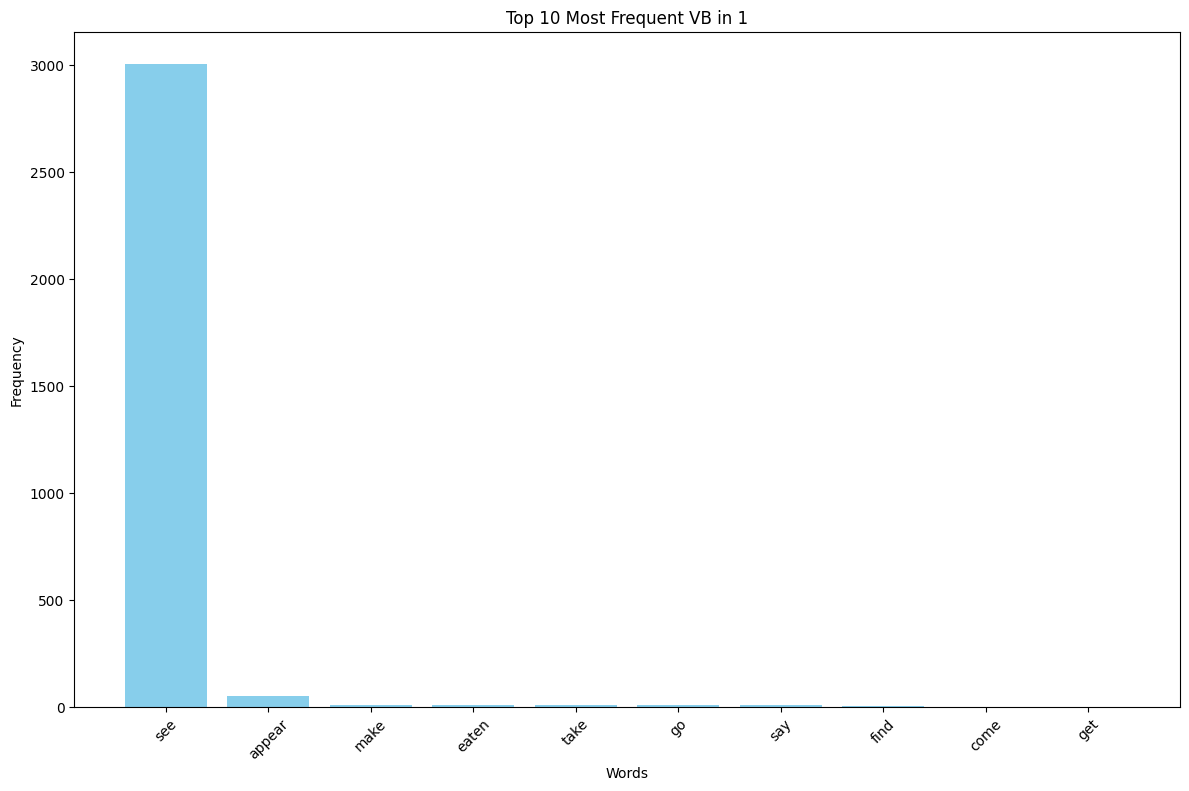 Top 10 Most Frequent VB in 1
3000
2500
2000
1500
1000
500
0
Frequency
see
appear
make
eaten
take
go
say
find
come
get
Words